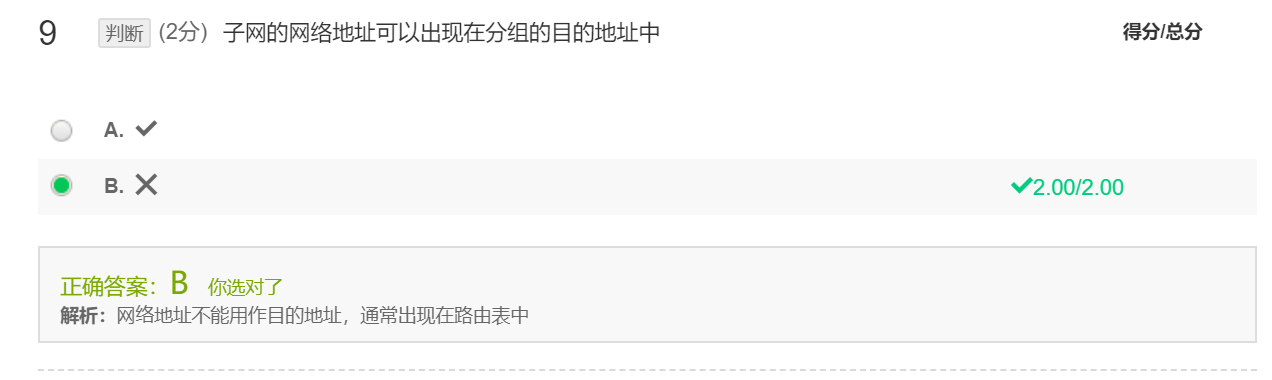 9 判断 (2分) 子网的网络地址可以出现在分组的目的地址中 得分/总分
A. ✔
B. ✕ ✔2.00/2.00
正确答案：B 你选对了
解析：网络地址不能用作目的地址，通常出现在路由表中